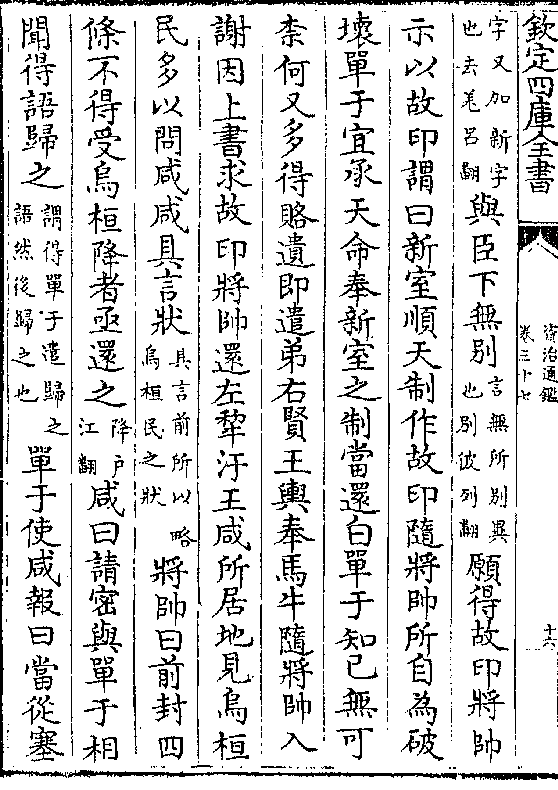 欽定四庫全書
資治通鑑
卷三十七
十六
字又加新字
也去羗呂翻
與臣下無別
言無所別異
也別彼列翻
願得故印將帥
示以故印謂曰新室順天制作故印隨將帥所自為破
壞單于宜承天命奉新室之制當還白單于知已無可
柰何又多得賂遺即遣弟右賢王輿奉馬牛隨將帥入
謝因上書求故印將帥還左犂汗王咸所居地見烏桓
民多以問咸咸具言狀
具言前所以略
烏桓民之狀
將帥曰前封四
條不得受烏桓降者亟還之
降戶
江翻
咸曰請密與單于相
聞得語歸之
謂得單于遣歸之
語然後歸之也
單于使咸報曰當從塞